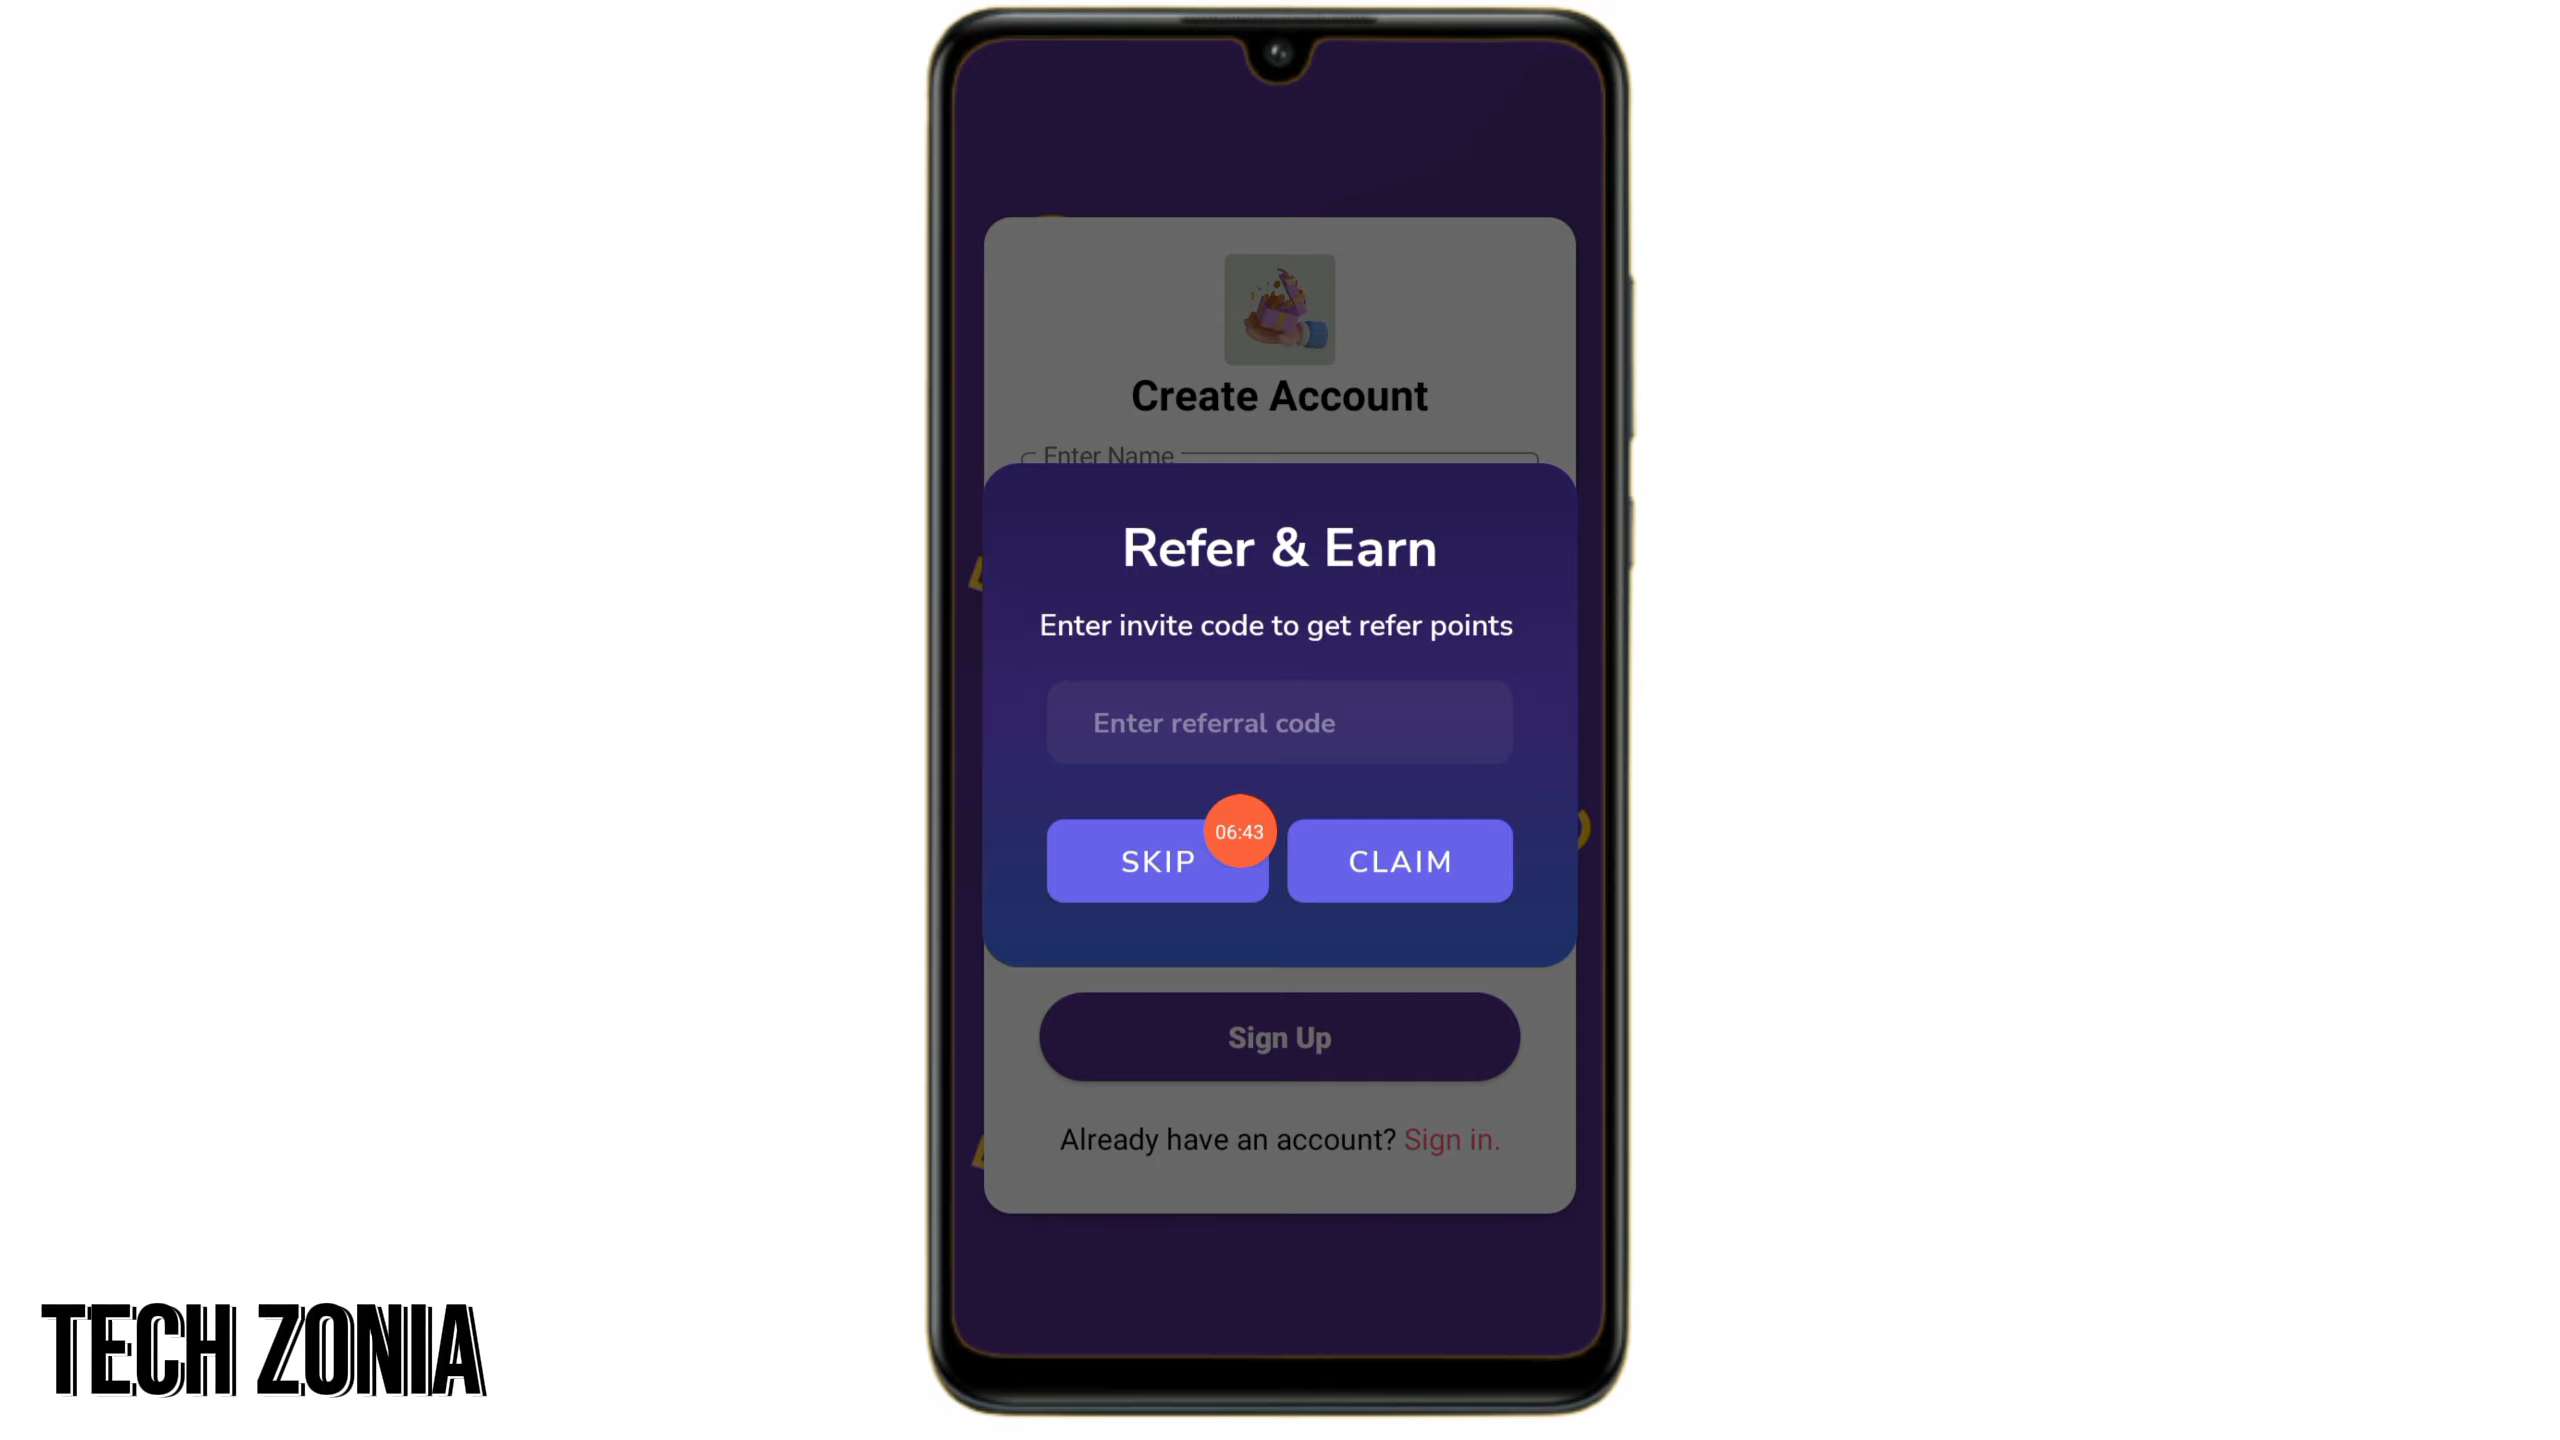 Create Account
Enter Name
Refer & Earn
Enter invite code to get refer points
Enter referral code
06:43
SKIP
CLAIM
Sign Up
Already have an account? Sign in.
TECH ZONIA